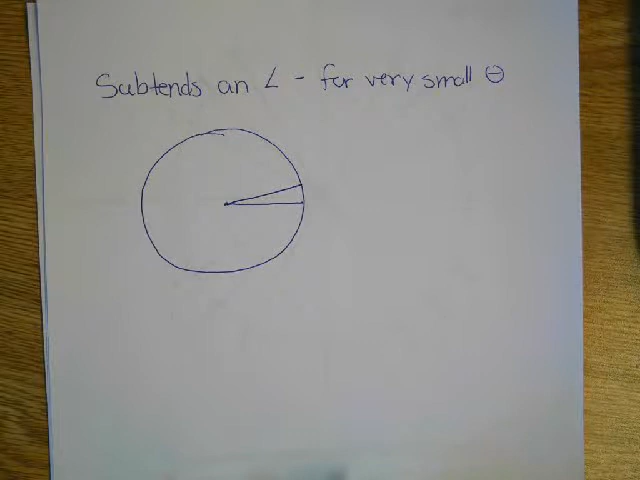 Subtends an ∠ - for very small θ